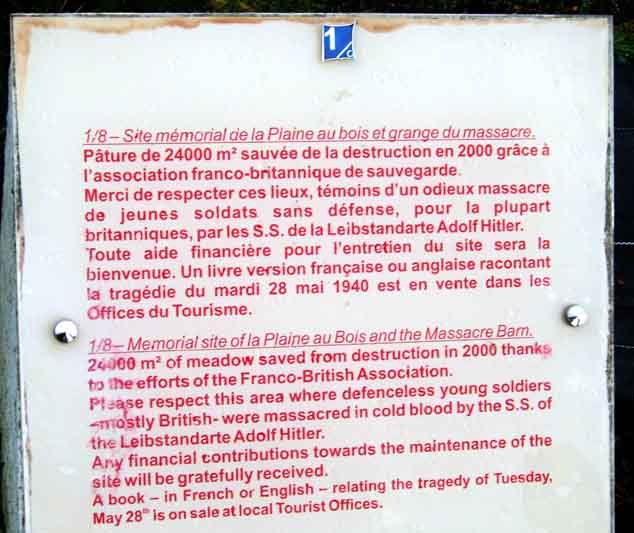 1/c
1/8 – Site mémorial de la Plaine au bois et grange du massacre.
Pâture de 24000 m² sauvée de la destruction en 2000 grâce à
l'association franco-britannique de sauvegarde.
Merci de respecter ces lieux, témoins d'un odieux massacre
de jeunes soldats sans défense, pour la plupart
britanniques, par les S.S. de la Leibstandarte Adolf Hitler.
Toute aide financière pour l'entretien du site sera la
bienvenue. Un livre version française ou anglaise racontant
la tragédie du mardi 28 mai 1940 est en vente dans les
Offices du Tourisme.
1/8 – Memorial site of la Plaine au Bois and the Massacre Barn.
24000 m² of meadow saved from destruction in 2000 thanks
to the efforts of the Franco-British Association.
Please respect this area where defenceless young soldiers
–mostly British- were massacred in cold blood by the S.S. of
the Leibstandarte Adolf Hitler.
Any financial contributions towards the maintenance of the
site will be gratefully received.
A book – in French or English – relating the tragedy of Tuesday,
May 28th is on sale at local Tourist Offices.